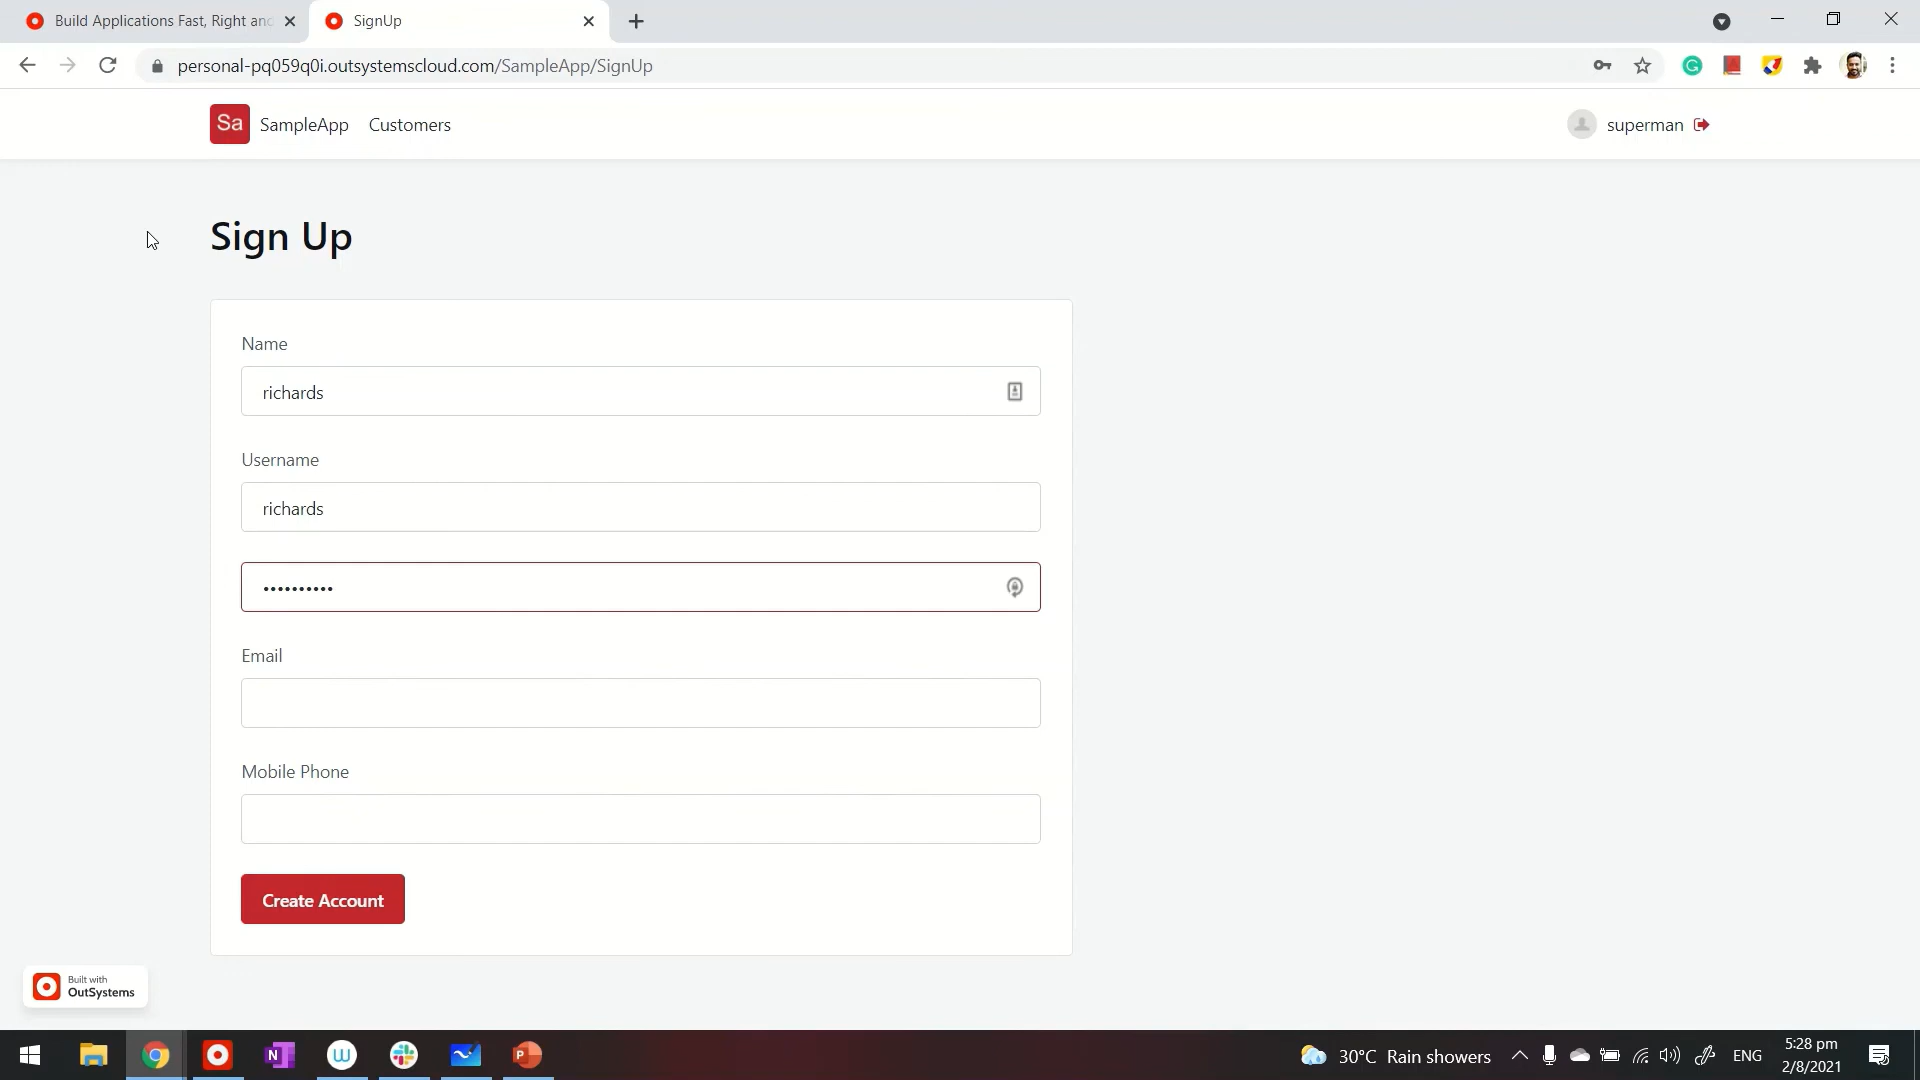 Build Applications Fast, Right and
SignUp
personal-pq059q0i.outsystemscloud.com/SampleApp/SignUp
Sa SampleApp Customers superman
Sign Up
Name
richards
Username
richards
••••••••••
Email
Mobile Phone
Create Account
Built with
OutSystems
30°C Rain showers ENG 5:28 pm
2/8/2021